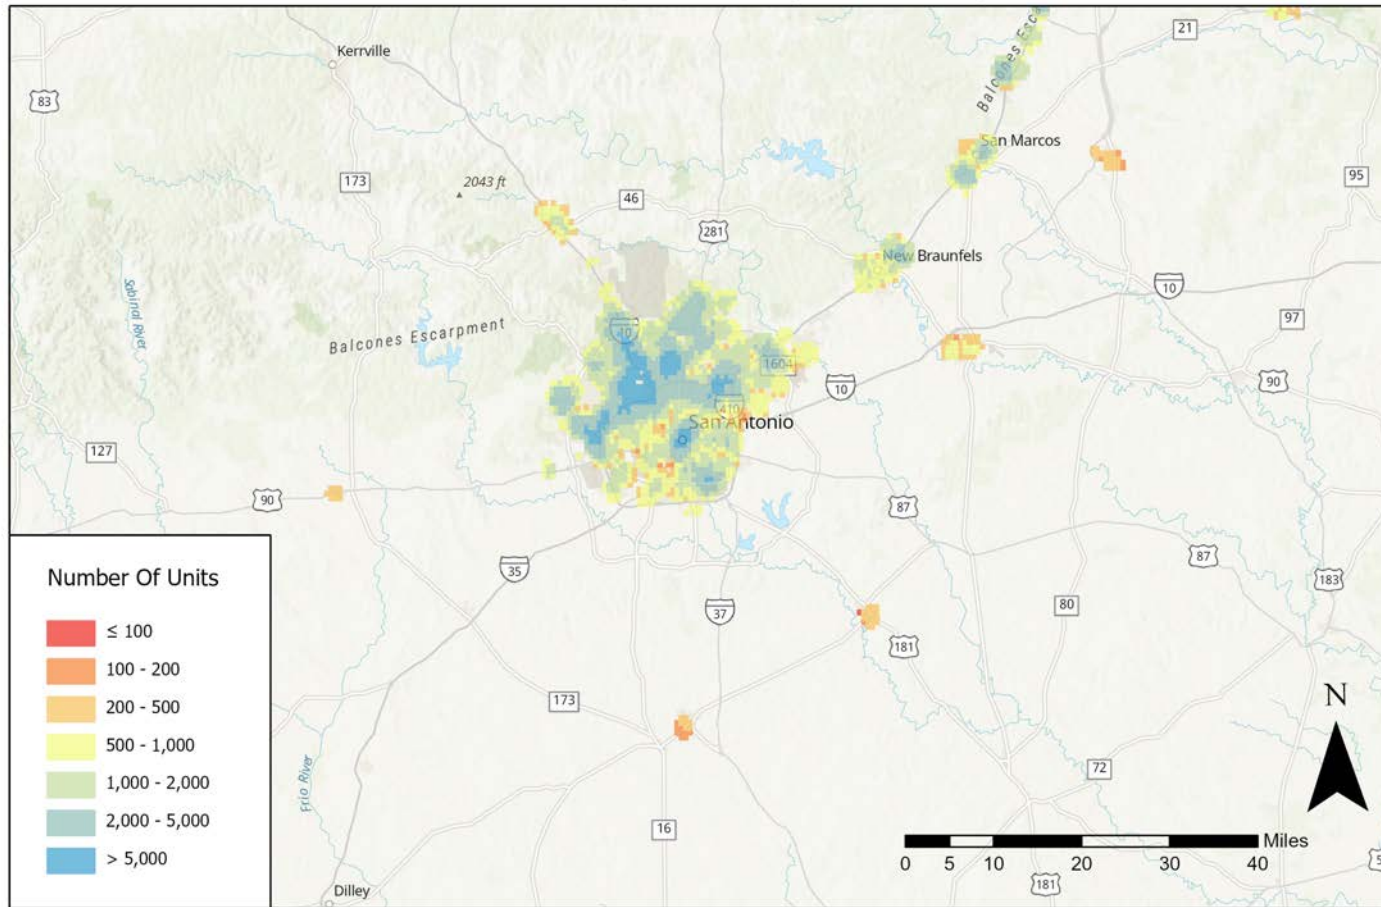 Kerrville
21
83
Balcones Esca
San Marcos
173
2043 ft
46
95
281
New Braunfels
10
Sabinal River
Balcones Escarpment
10
97
1604
10
90
410
San Antonio
127
90
87
35
87
183
37
80
181
173
72
Frio River
16
Dilley
181
5
Number Of Units
≤ 100
100 - 200
200 - 500
500 - 1,000
1,000 - 2,000
2,000 - 5,000
> 5,000
N
Miles
0 5 10 20 30 40